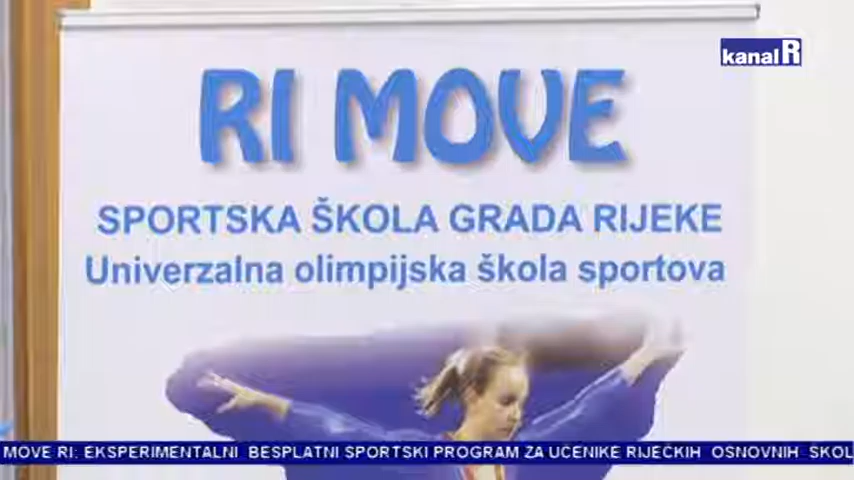 kanal R
RI MOVE
SPORTSKA ŠKOLA GRADA RIJEKE
Univerzalna olimpijska škola sportova
MOVE RI: EKSPERIMENTALNI BESPLATNI SPORTSKI PROGRAM ZA UČENIKE RIJEČKIH OSNOVNIH ŠKOL